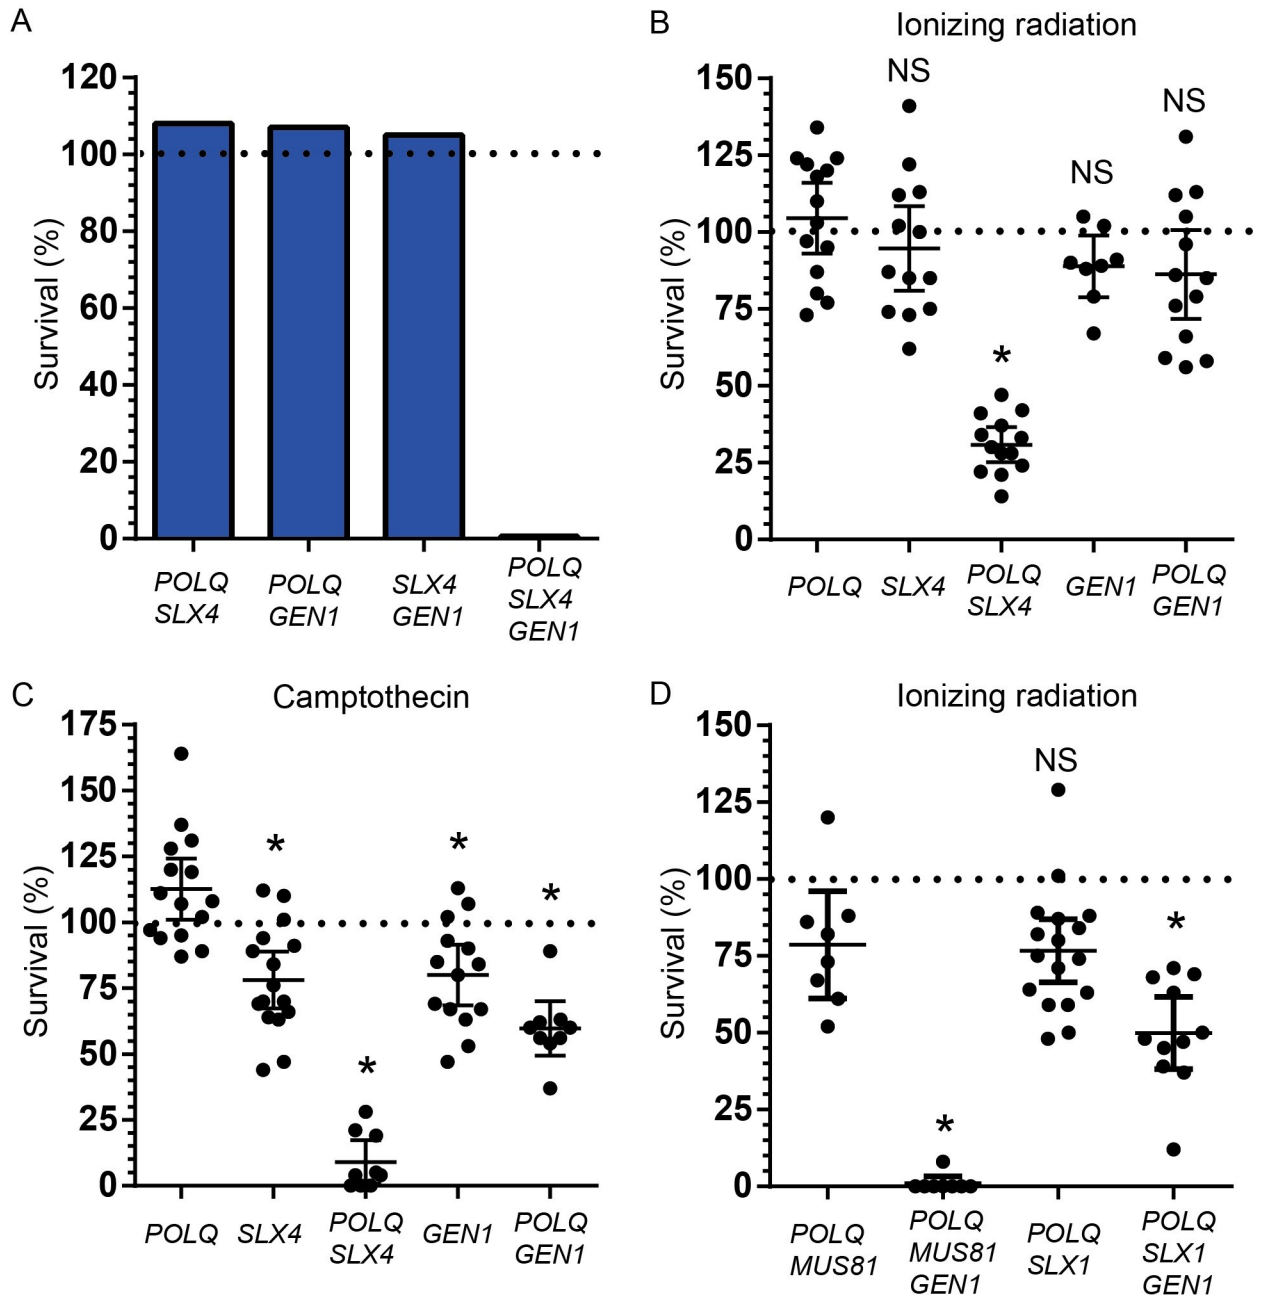 A
120
100
80
60
40
20
0
Survival (%)
POLQ
SLX4
POLQ
GEN1
SLX4
GEN1
POLQ
SLX4
GEN1
B
Ionizing radiation
150
125
100
75
50
25
0
Survival (%)
NS
*
NS
NS
POLQ
SLX4
POLQ
SLX4
GEN1
POLQ
GEN1
C
Camptothecin
175
150
125
100
75
50
25
0
Survival (%)
*
*
*
*
POLQ
SLX4
POLQ
SLX4
GEN1
POLQ
GEN1
D
Ionizing radiation
150
125
100
75
50
25
0
Survival (%)
*
NS
*
POLQ
MUS81
POLQ
MUS81
GEN1
POLQ
SLX1
POLQ
SLX1
GEN1